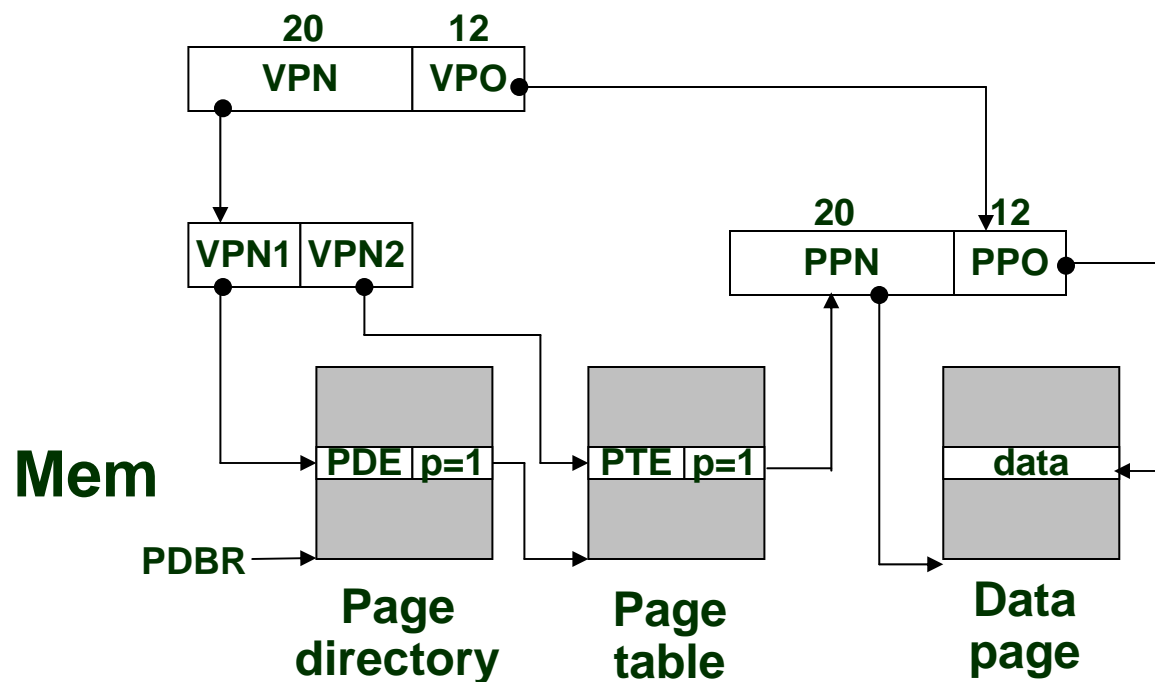 20 12
VPN VPO
20 12
VPN1 VPN2
PPN PPO
Mem
PDE p=1
PTE p=1
data
PDBR
Page
directory
Page
table
Data
page